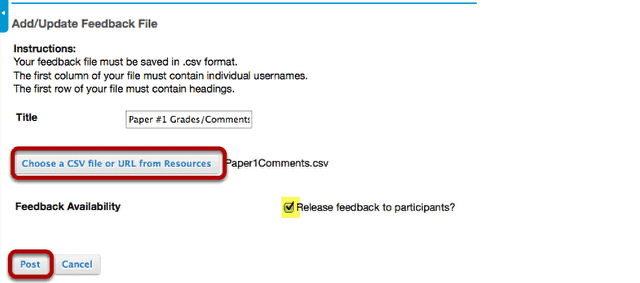 Add/Update Feedback File
Instructions:
Your feedback file must be saved in .csv format.
The first column of your file must contain individual usernames.
The first row of your file must contain headings.
Title Paper #1 Grades/Comments
Choose a CSV file or URL from Resources Paper1Comments.csv
Feedback Availability Release feedback to participants?
Post Cancel